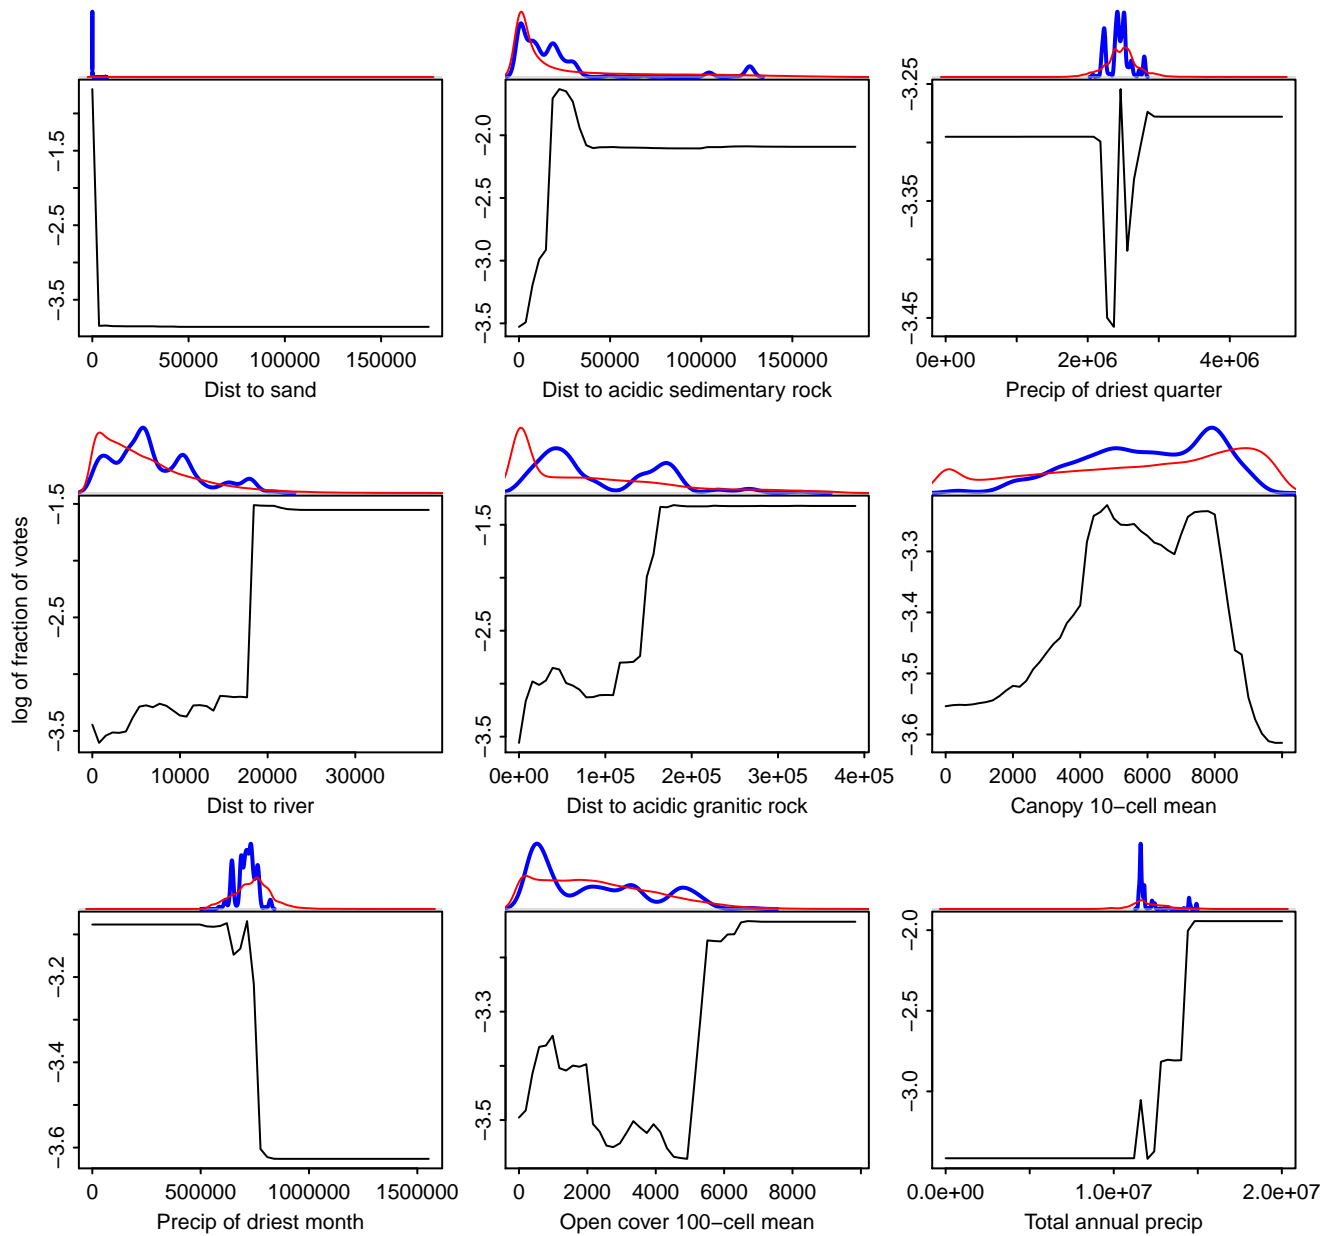 −1.5
−2.5
−3.5
0 50000 100000 150000
Dist to sand
−2.0
−2.5
−3.0
−3.5
0 50000 100000 150000
Dist to acidic sedimentary rock
−3.25
−3.35
−3.45
0e+00 2e+06 4e+06
Precip of driest quarter
log of fraction of votes
−1.5
−2.5
−3.5
0 10000 20000 30000
Dist to river
−1.5
−2.5
−3.5
0e+00 1e+05 2e+05 3e+05 4e+05
Dist to acidic granitic rock
−3.3
−3.4
−3.5
−3.6
0 2000 4000 6000 8000
Canopy 10−cell mean
−3.2
−3.4
−3.6
0 500000 1000000 1500000
Precip of driest month
−3.3
−3.5
0 2000 4000 6000 8000
Open cover 100−cell mean
−2.0
−2.5
−3.0
0.0e+00 1.0e+07 2.0e+07
Total annual precip